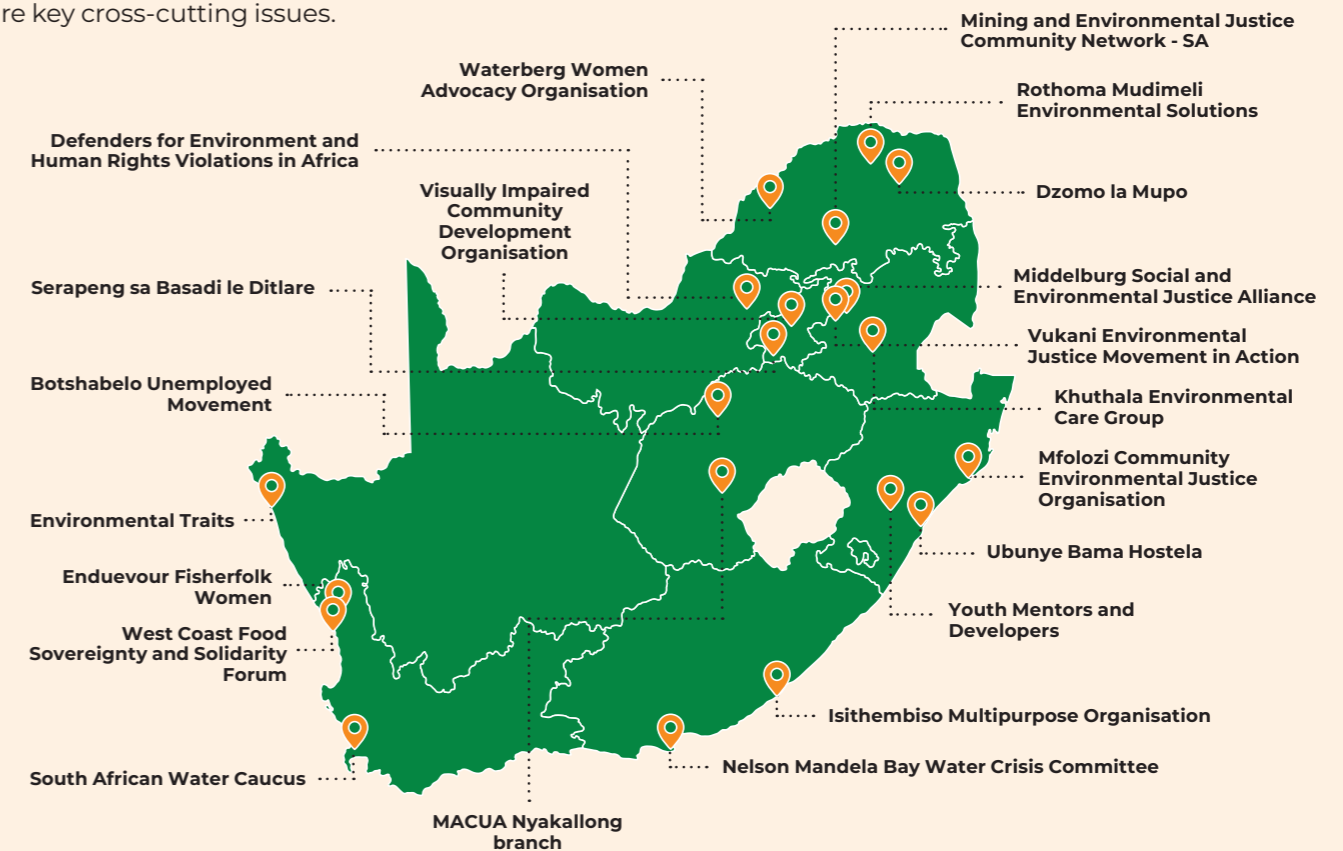 re key cross-cutting issues.
Mining and Environmental Justice
Community Network - SA
Waterberg Women
Advocacy Organisation
Rothoma Mudimeli
Environmental Solutions
Defenders for Environment and
Human Rights Violations in Africa
Visually Impaired
Community
Development
Organisation
Dzomo la Mupo
Serapeng sa Basadi le Ditlare
Middelburg Social and
Environmental Justice Alliance
Vukani Environmental
Justice Movement in Action
Botshabelo Unemployed
Movement
Khuthala Environmental
Care Group
Mfolozi Community
Environmental Justice
Organisation
Environmental Traits
Ubunye Bama Hostela
Enduevour Fisherfolk
Women
Youth Mentors and
Developers
West Coast Food
Sovereignty and Solidarity
Forum
Isithembiso Multipurpose Organisation
South African Water Caucus
Nelson Mandela Bay Water Crisis Committee
MACUA Nyakallong
branch